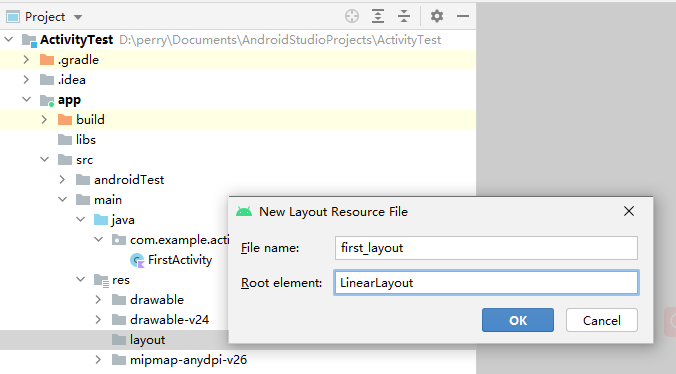 Project
ActivityTest D:\perry\Documents\AndroidStudioProjects\ActivityTest
.gradle
.idea
app
build
libs
src
androidTest
main
java
com.example.acti
FirstActivity
res
drawable
drawable-v24
layout
mipmap-anydpi-v26
New Layout Resource File
File name: first_layout
Root element: LinearLayout
OK Cancel